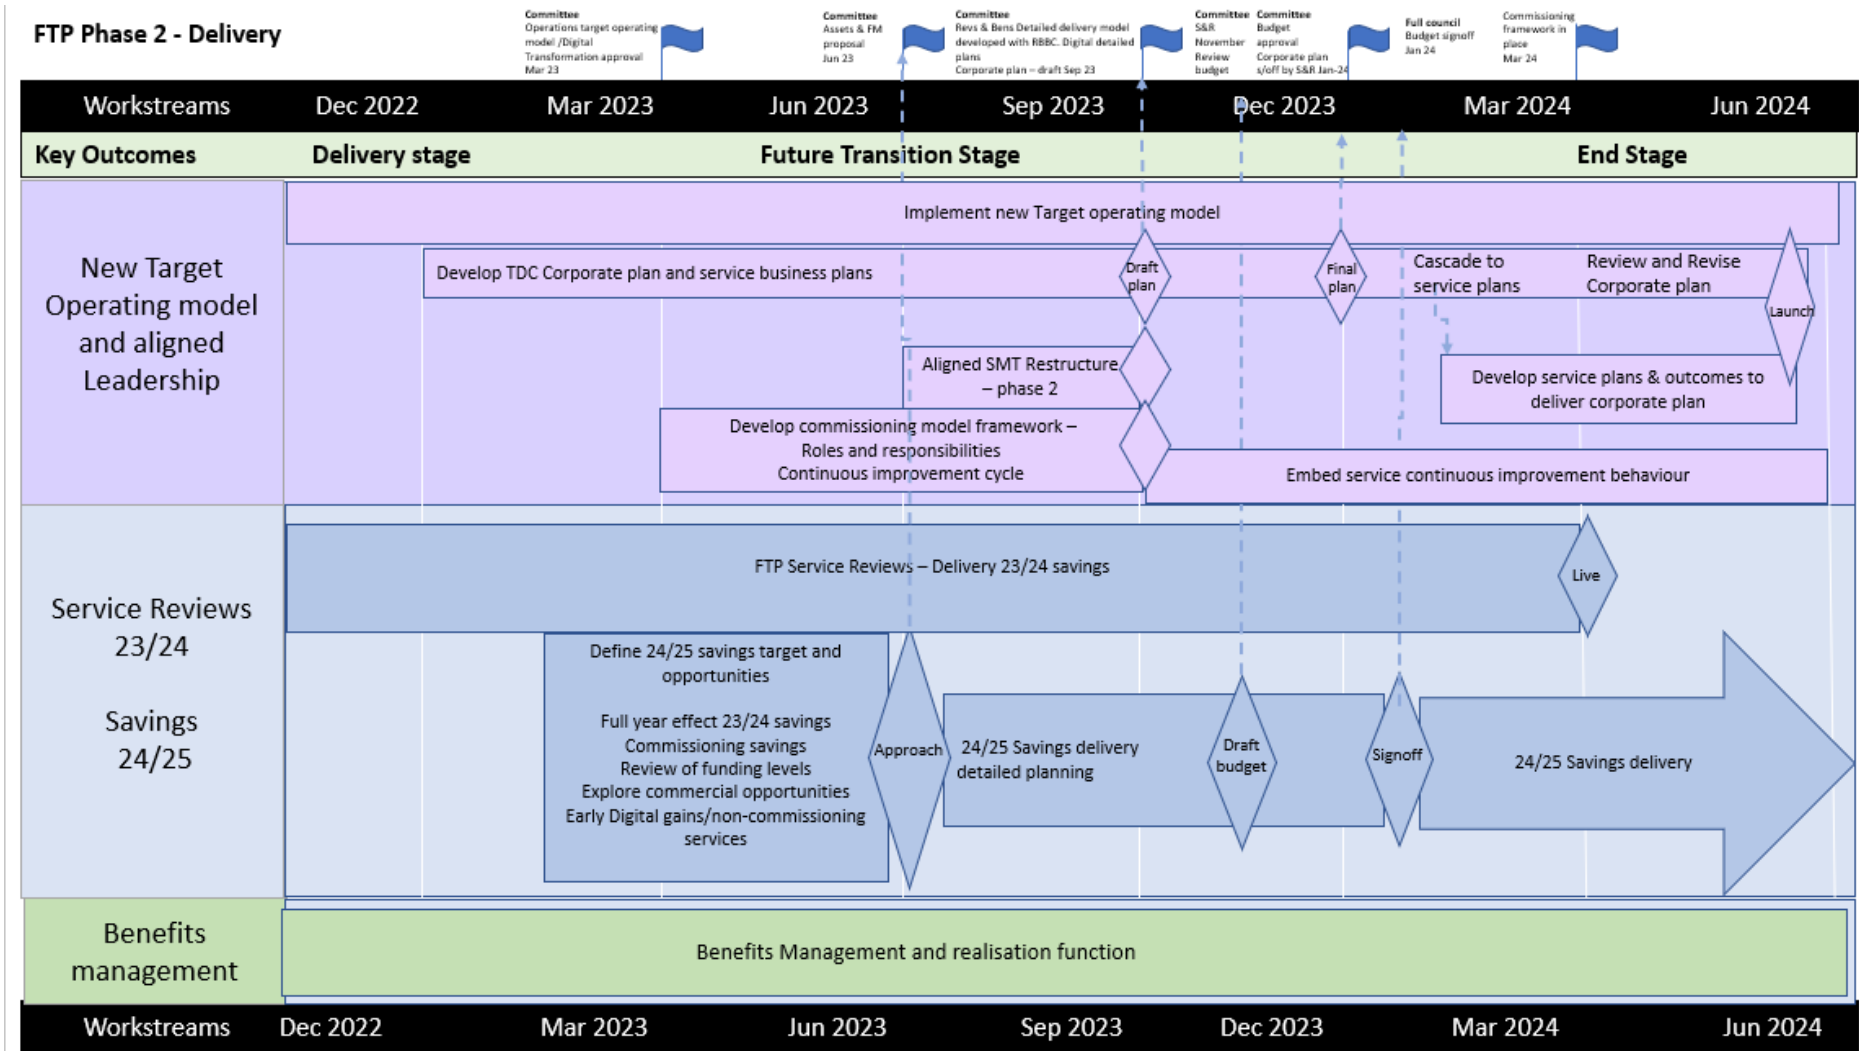 FTP Phase 2 - Delivery
Committee
Operations target operating
model /Digital
Transformation approval
Mar 23
Committee
Assets & FM
proposal
Jun 23
Committee
Revs & Bens Detailed delivery model
developed with RBBC. Digital detailed
plans
Corporate plan – draft Sep 23
Committee
S&R
November
Review
budget
Committee
Budget
approval
Corporate plan
s/off by S&R Jan-24
Full council
Budget signoff
Jan 24
Commissioning
framework in
place
Mar 24
Workstreams Dec 2022 Mar 2023 Jun 2023 Sep 2023 Dec 2023 Mar 2024 Jun 2024
Key Outcomes Delivery stage Future Transition Stage End Stage
New Target
Operating model
and aligned
Leadership
Implement new Target operating model
Develop TDC Corporate plan and service business plans
Draft
plan
Final
plan
Cascade to
service plans
Review and Revise
Corporate plan
Launch
Aligned SMT Restructure
– phase 2
Develop service plans & outcomes to
deliver corporate plan
Develop commissioning model framework –
Roles and responsibilities
Continuous improvement cycle
Embed service continuous improvement behaviour
Service Reviews
23/24
Savings
24/25
FTP Service Reviews – Delivery 23/24 savings
Live
Define 24/25 savings target and
opportunities
Full year effect 23/24 savings
Commissioning savings
Review of funding levels
Explore commercial opportunities
Early Digital gains/non-commissioning
services
Approach
24/25 Savings delivery
detailed planning
Draft
budget
Signoff
24/25 Savings delivery
Benefits
management
Benefits Management and realisation function
Workstreams Dec 2022 Mar 2023 Jun 2023 Sep 2023 Dec 2023 Mar 2024 Jun 2024